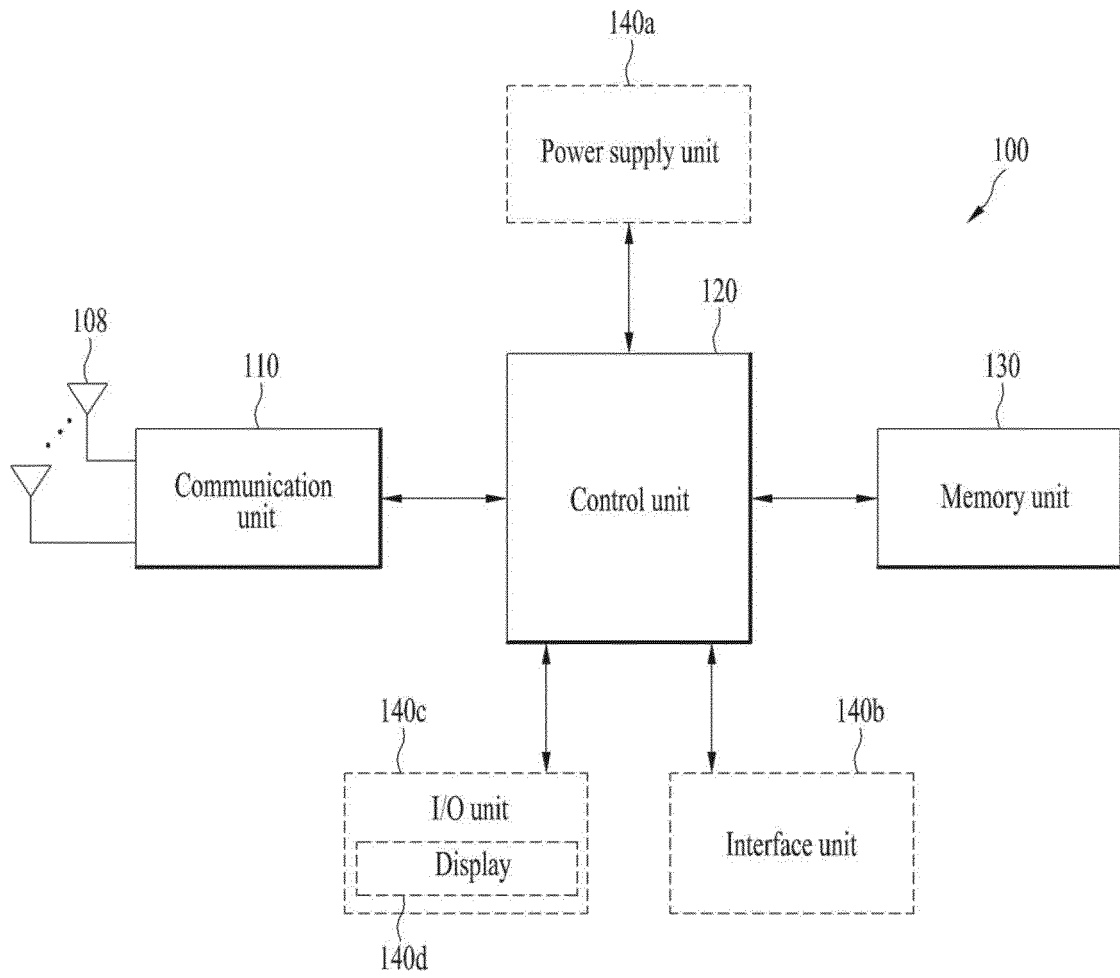 140a
Power supply unit
100
120
108
110
130
Communication
unit
Control unit
Memory unit
140c
140b
I/O unit
Display
Interface unit
140d